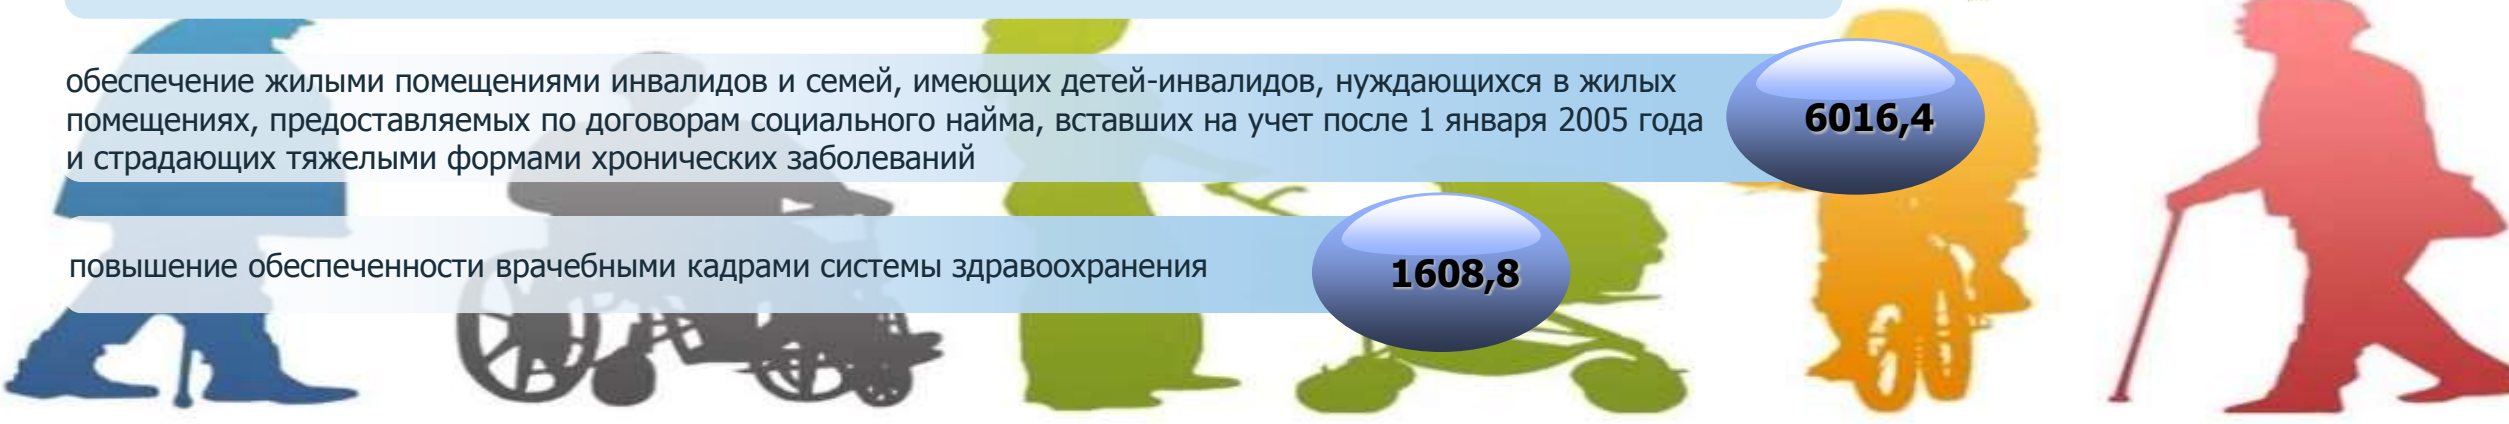 обеспечение жилыми помещениями инвалидов и семей, имеющих детей-инвалидов, нуждающихся в жилых
помещениях, предоставляемых по договорам социального найма, вставших на учет после 1 января 2005 года
и страдающих тяжелыми формами хронических заболеваний
6016,4
повышение обеспеченности врачебными кадрами системы здравоохранения
1608,8